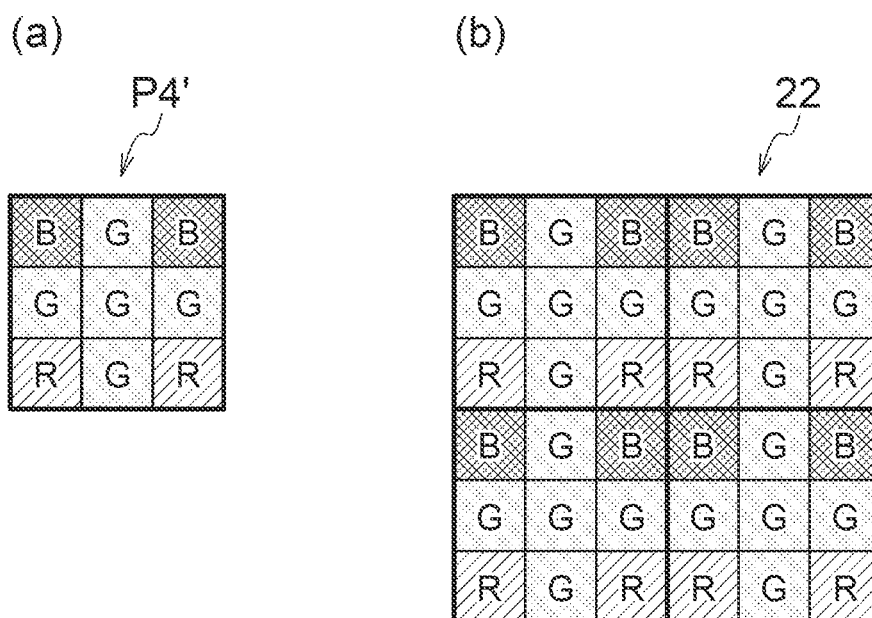 (a)
P4'
B G B
G G G
R G R
(b)
22
B G B B G B
G G G G G G
R G R R G R
B G B B G B
G G G G G G
R G R R G R